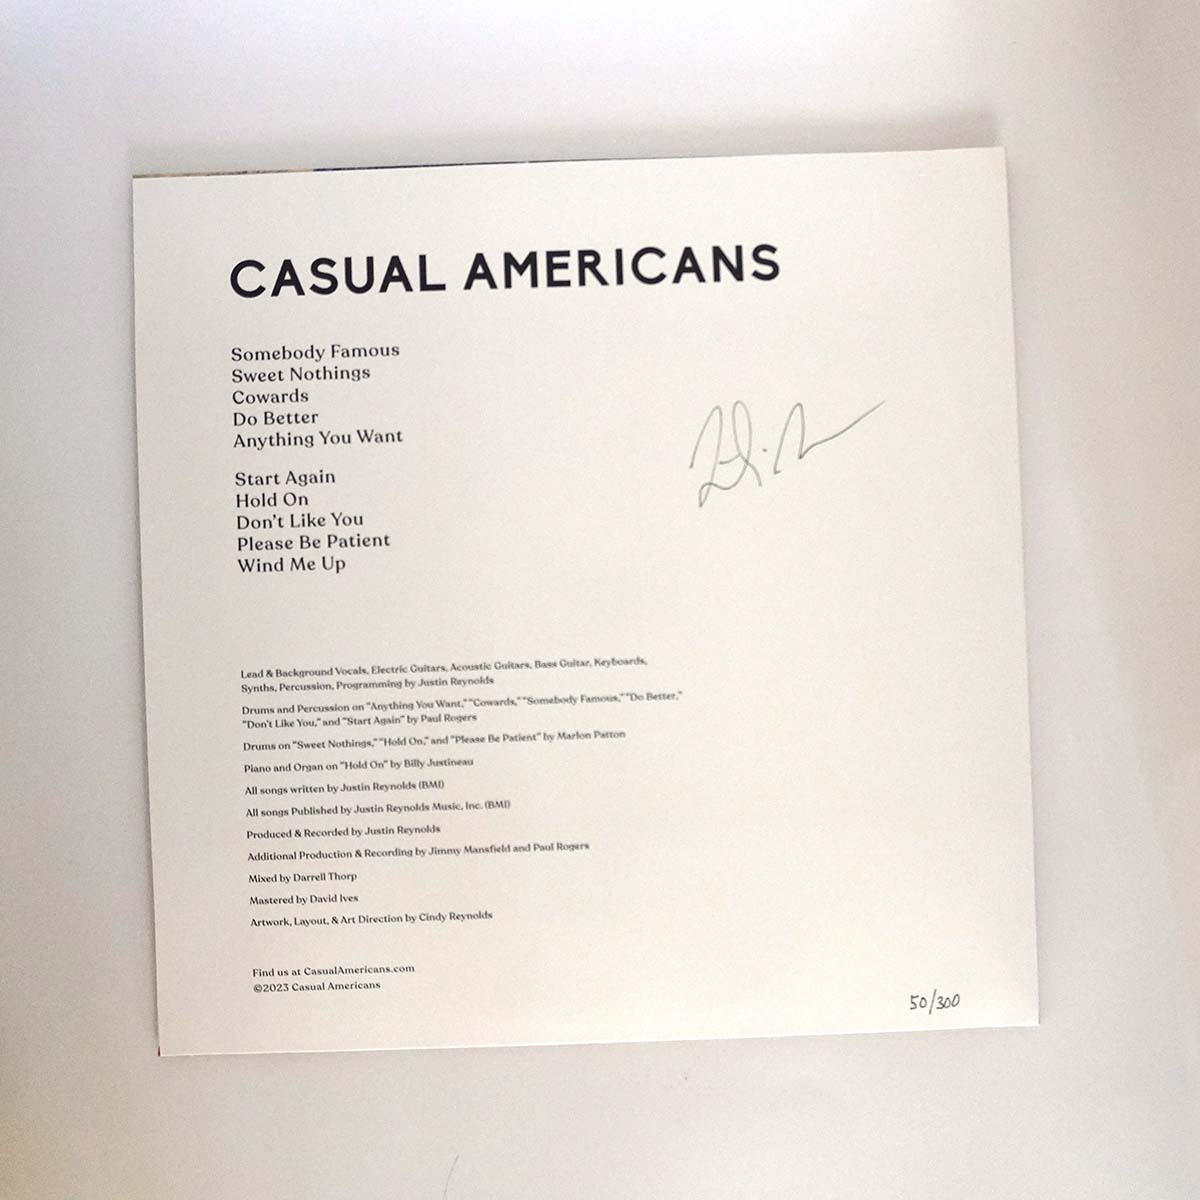 CASUAL AMERICANS
Somebody Famous
Sweet Nothings
Cowards
Do Better
Anything You Want
Start Again
Hold On
Don't Like You
Please Be Patient
Wind Me Up
Lead & Background Vocals, Electric Guitars, Acoustic Guitars, Bass Guitar, Keyboards,
Synths, Percussion, Programming by Justin Reynolds
Drums and Percussion on "Anything You Want," "Cowards," "Somebody Famous," "Do Better,"
"Don't Like You," and "Start Again" by Paul Rogers
Drums on "Sweet Nothings," "Hold On," and "Please Be Patient" by Marlon Patton
Piano and Organ on "Hold On" by Billy Justineau
All songs written by Justin Reynolds (BMI)
All songs Published by Justin Reynolds Music, Inc. (BMI)
Produced & Recorded by Justin Reynolds
Additional Production & Recording by Jimmy Mansfield and Paul Rogers
Mixed by Darrell Thorp
Mastered by David Ives
Artwork, Layout, & Art Direction by Cindy Reynolds
Find us at CasualAmericans.com
©2023 Casual Americans
50/300